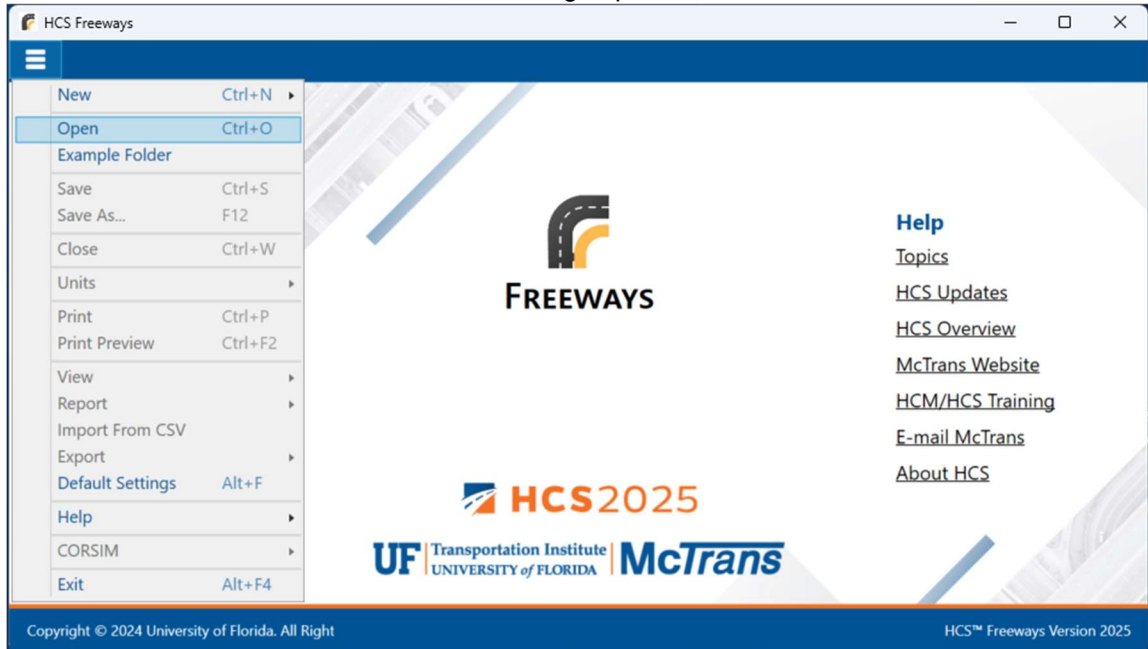 HCS Freeways
New Ctrl+N
Open Ctrl+O
Example Folder
Save Ctrl+S
Save As... F12
Close Ctrl+W
Units
Print Ctrl+P
Print Preview Ctrl+F2
View
Report
Import From CSV
Export
Default Settings Alt+F
Help
CORSIM
Exit Alt+F4
FREEWAYS
HCS2025
UF Transportation Institute
UNIVERSITY of FLORIDA
McTrans
Help
Topics
HCS Updates
HCS Overview
McTrans Website
HCM/HCS Training
E-mail McTrans
About HCS
Copyright © 2024 University of Florida. All Right
HCS™ Freeways Version 2025